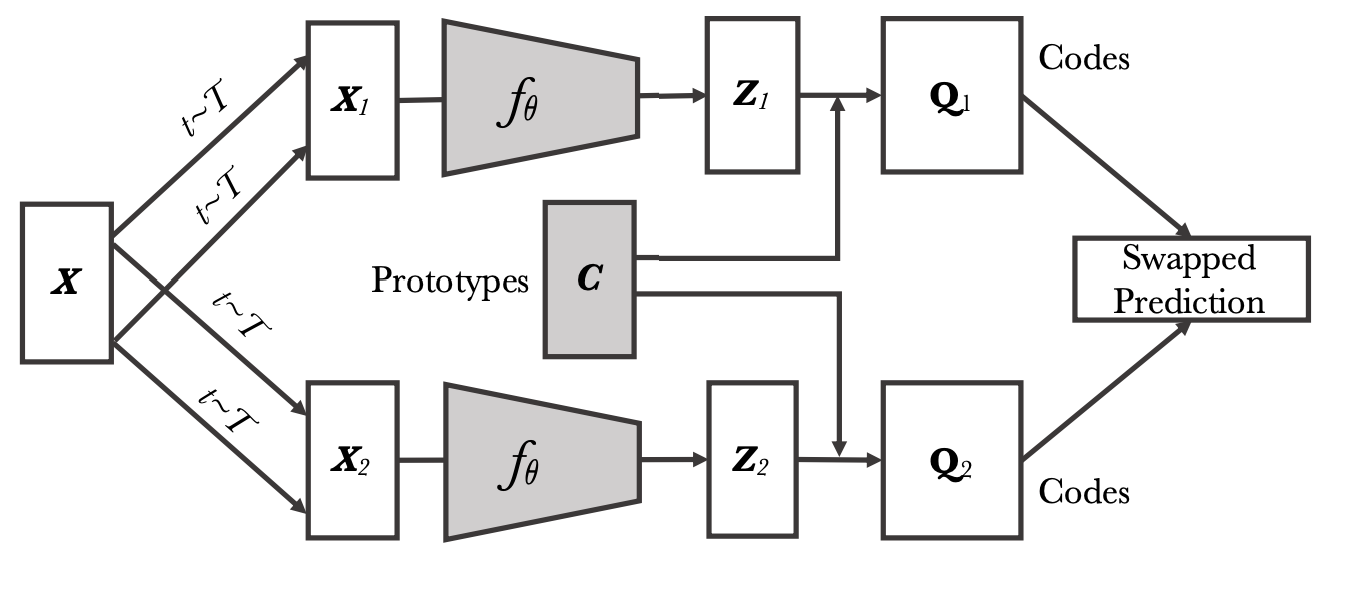 t~T
t~T
t~T
t~T
X
X1
fθ
Z1
Q1
Codes
Prototypes
C
Swapped
Prediction
X2
fθ
Z2
Q2
Codes